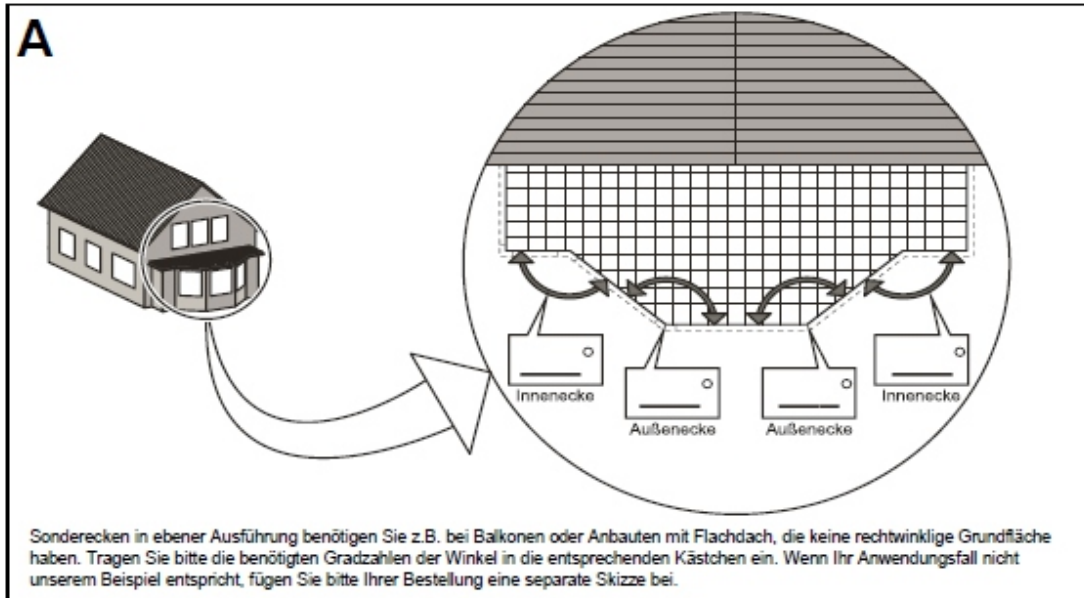 A
Innenecke
Innenecke
Außenecke
Außenecke
Sonderecken in ebener Ausführung benötigen Sie z.B. bei Balkonen oder Anbauten mit Flachdach, die keine rechtwinklige Grundfläche
haben. Tragen Sie bitte die benötigten Gradzahlen der Winkel in die entsprechenden Kästchen ein. Wenn Ihr Anwendungsfall nicht
unserem Beispiel entspricht, fügen Sie bitte Ihrer Bestellung eine separate Skizze bei.